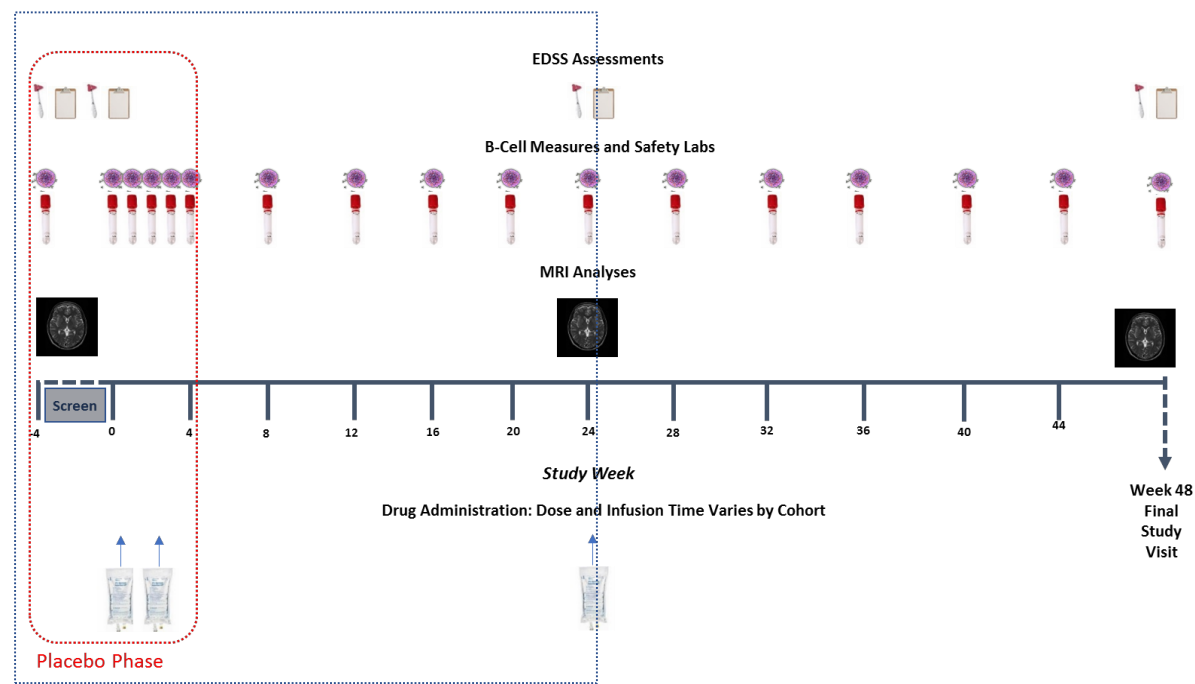 EDSS Assessments
B-Cell Measures and Safety Labs
MRI Analyses
Screen
-4 0 4 8 12 16 20 24 28 32 36 40 44
Study Week
Drug Administration: Dose and Infusion Time Varies by Cohort
Week 48
Final
Study
Visit
Placebo Phase